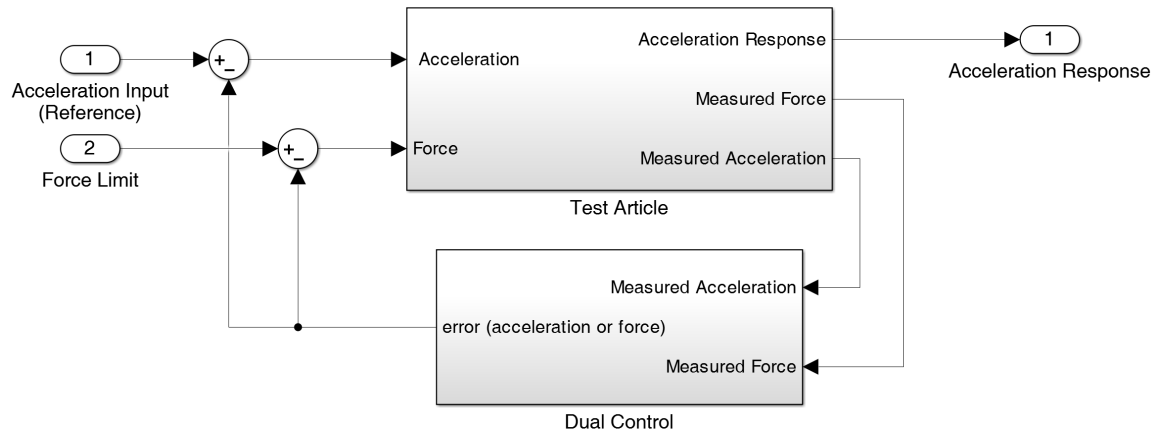 1
Acceleration Input
(Reference)
+
−
Acceleration
Acceleration Response
1
Acceleration Response
Measured Force
2
Force Limit
+
−
Force
Measured Acceleration
Test Article
Measured Acceleration
error (acceleration or force)
Measured Force
Dual Control